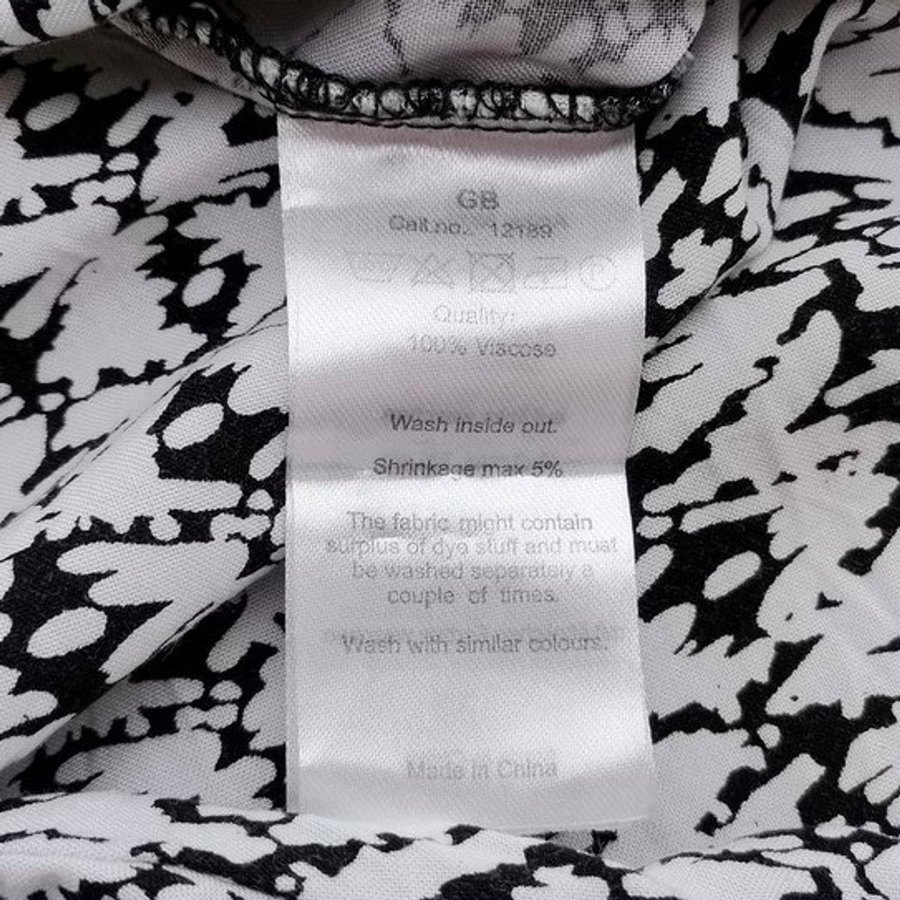 GB
Call.no.: 12189
Quality:
100% Viscose
Wash inside out.
Shrinkage max 5%
The fabric might contain
surplus of dye stuff and must
be washed separately a
couple of times.
Wash with similar colours.
Made in China